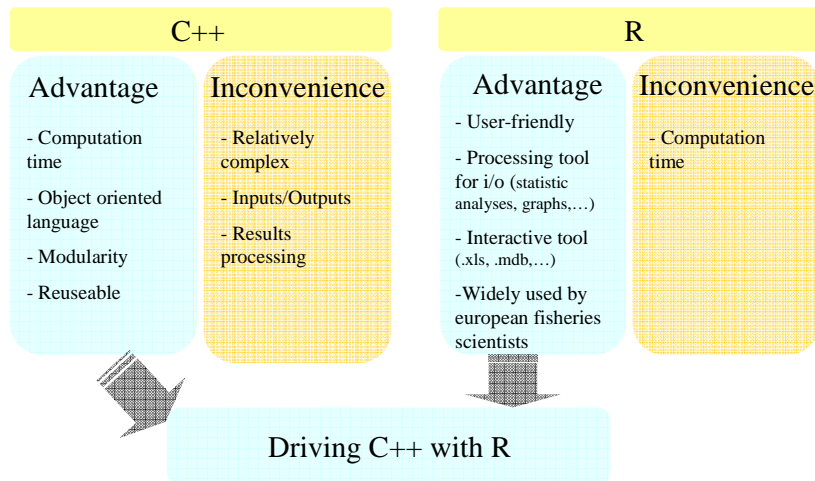 C++
Advantage
- Computation
time
- Object oriented
language
- Modularity
- Reuseable
Inconvenience
- Relatively
complex
- Inputs/Outputs
- Results
processing
R
Advantage
- User-friendly
- Processing tool
for i/o (statistic
analyses, graphs,…)
- Interactive tool
(.xls, .mdb,…)
-Widely used by
european fisheries
scientists
Inconvenience
- Computation
time
Driving C++ with R